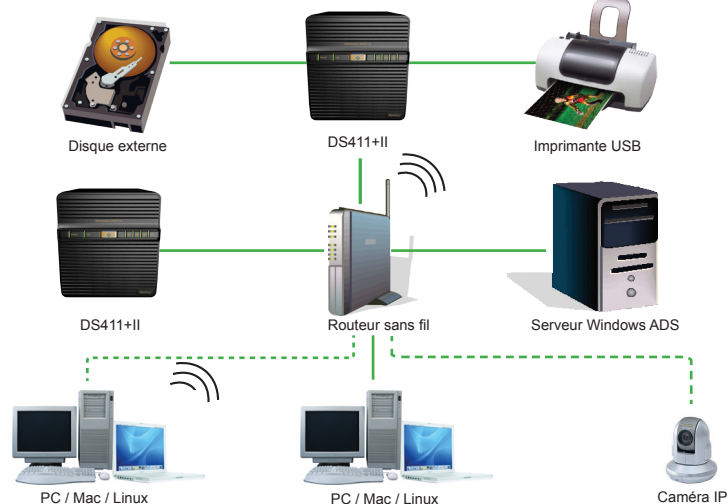 Disque externe
DS411+II
Imprimante USB
DS411+II
Routeur sans fil
Serveur Windows ADS
PC / Mac / Linux
PC / Mac / Linux
Caméra IP